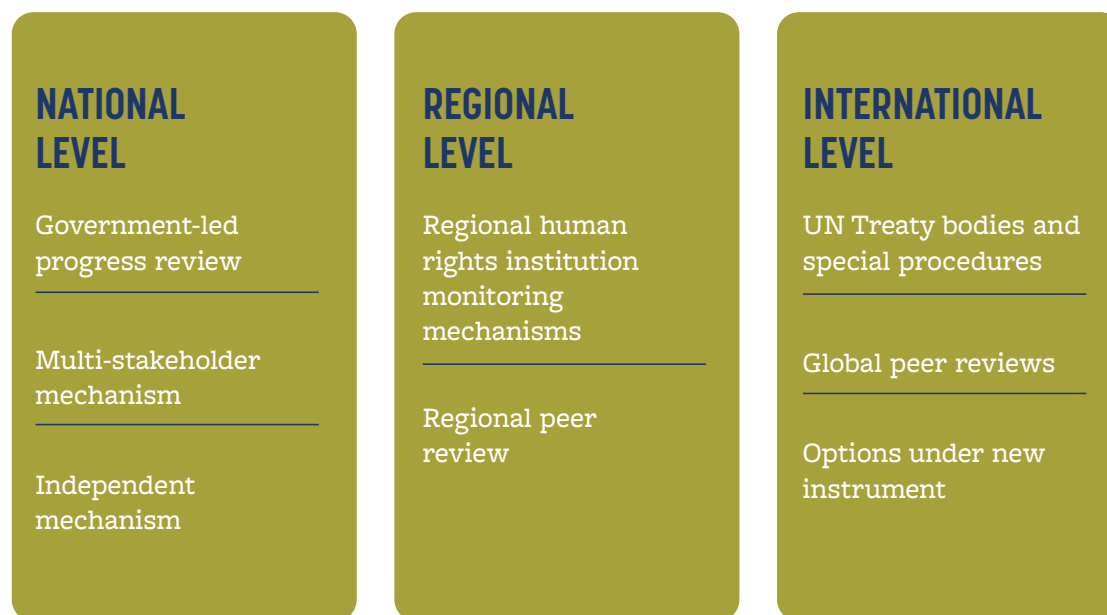 NATIONAL
LEVEL
Government-led
progress review
Multi-stakeholder
mechanism
Independent
mechanism
REGIONAL
LEVEL
Regional human
rights institution
monitoring
mechanisms
Regional peer
review
INTERNATIONAL
LEVEL
UN Treaty bodies and
special procedures
Global peer reviews
Options under new
instrument